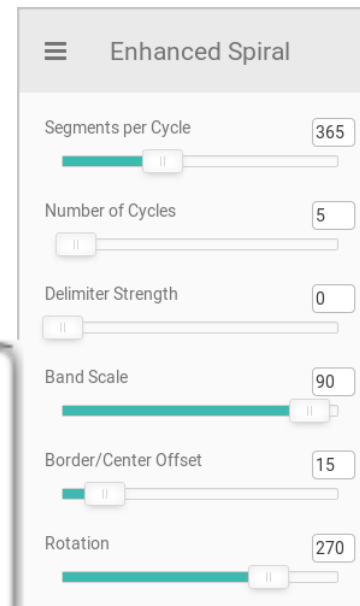 Enhanced Spiral
Segments per Cycle 365
Number of Cycles 5
Delimiter Strength 0
Band Scale 90
Border/Center Offset 15
Rotation 270